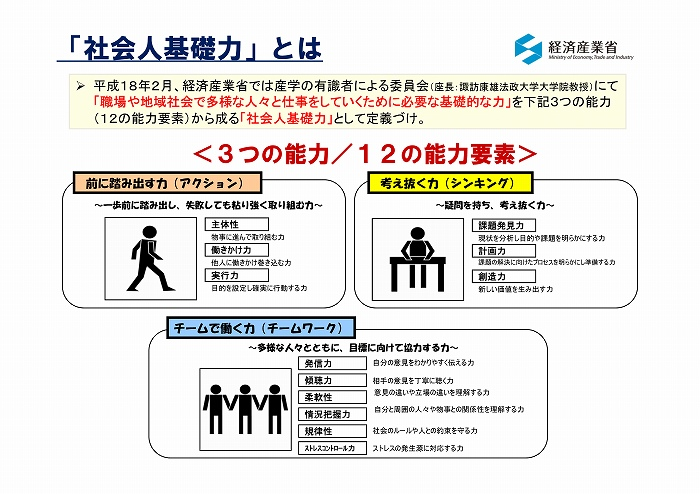 「社会人基礎力」とは
経済産業省
Ministry of Economy, Trade and Industry
➢ 平成18年2月、経済産業省では産学の有識者による委員会(座長:諏訪康雄法政大学大学院教授)にて
「職場や地域社会で多様な人々と仕事をしていくために必要な基礎的な力」を下記3つの能力
(12の能力要素)から成る「社会人基礎力」として定義づけ。
<3つの能力/12の能力要素>
前に踏み出す力(アクション)
~一歩前に踏み出し、失敗しても粘り強く取り組む力~
主体性
物事に進んで取り組む力
働きかけ力
他人に働きかけ巻き込む力
実行力
目的を設定し確実に行動する力
考え抜く力(シンキング)
~疑問を持ち、考え抜く力~
課題発見力
現状を分析し目的や課題を明らかにする力
計画力
課題の解決に向けたプロセスを明らかにし準備する力
創造力
新しい価値を生み出す力
チームで働く力(チームワーク)
~多様な人々とともに、目標に向けて協力する力~
発信力
自分の意見をわかりやすく伝える力
傾聴力
相手の意見を丁寧に聴く力
柔軟性
意見の違いや立場の違いを理解する力
情況把握力
自分と周囲の人々や物事との関係性を理解する力
規律性
社会のルールや人との約束を守る力
ストレスコントロール力
ストレスの発生源に対応する力